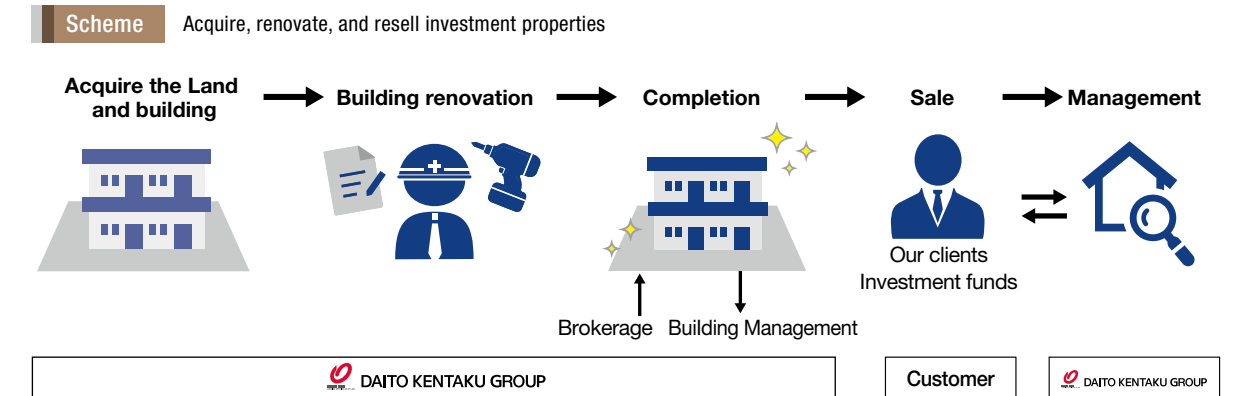 Scheme
Acquire, renovate, and resell investment properties
Acquire the Land
and building
Building renovation
Completion
Sale
Management
Our clients
Investment funds
Brokerage
Building Management
DAITO KENTAKU GROUP
Customer
DAITO KENTAKU GROUP